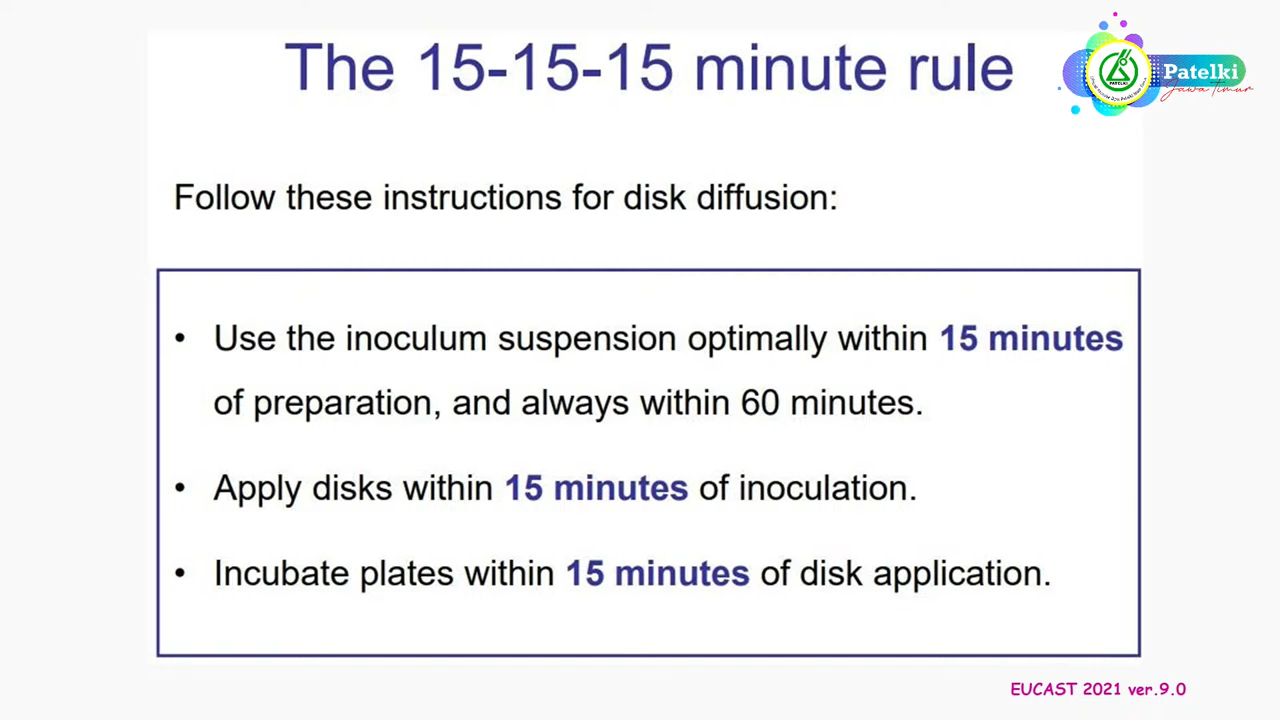 The 15-15-15 minute rule
Patelki
Jawa Timur
PATELKI
Follow these instructions for disk diffusion:
• Use the inoculum suspension optimally within 15 minutes
of preparation, and always within 60 minutes.
• Apply disks within 15 minutes of inoculation.
• Incubate plates within 15 minutes of disk application.
EUCAST 2021 ver.9.0